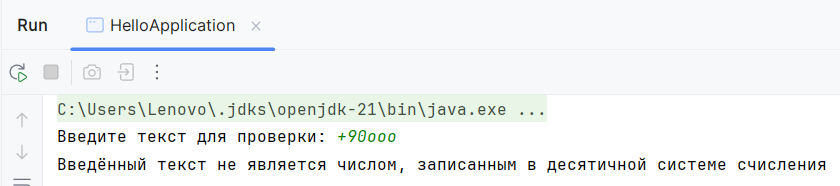 Run HelloApplication
C:\Users\Lenovo\.jdks\openjdk-21\bin\java.exe ...
Введите текст для проверки: +90ооо
Введённый текст не является числом, записанным в десятичной системе счисления